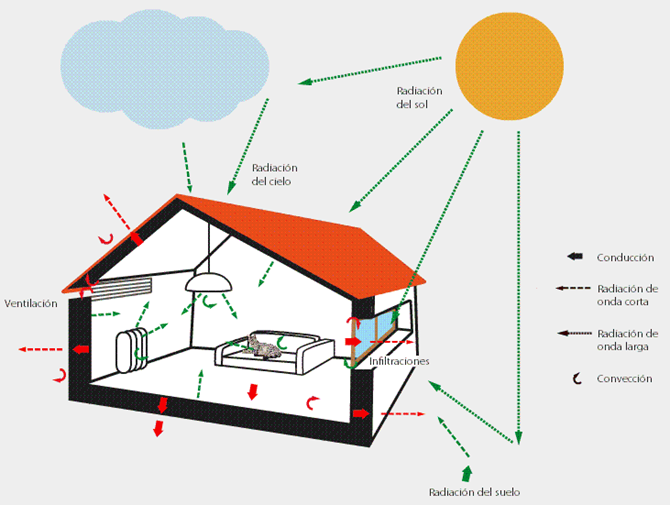 Radiación
del sol
Radiación
del cielo
Ventilación
Infiltraciones
Radiación del suelo
Conducción
Radiación de
onda corta
Radiación de
onda larga
Convección